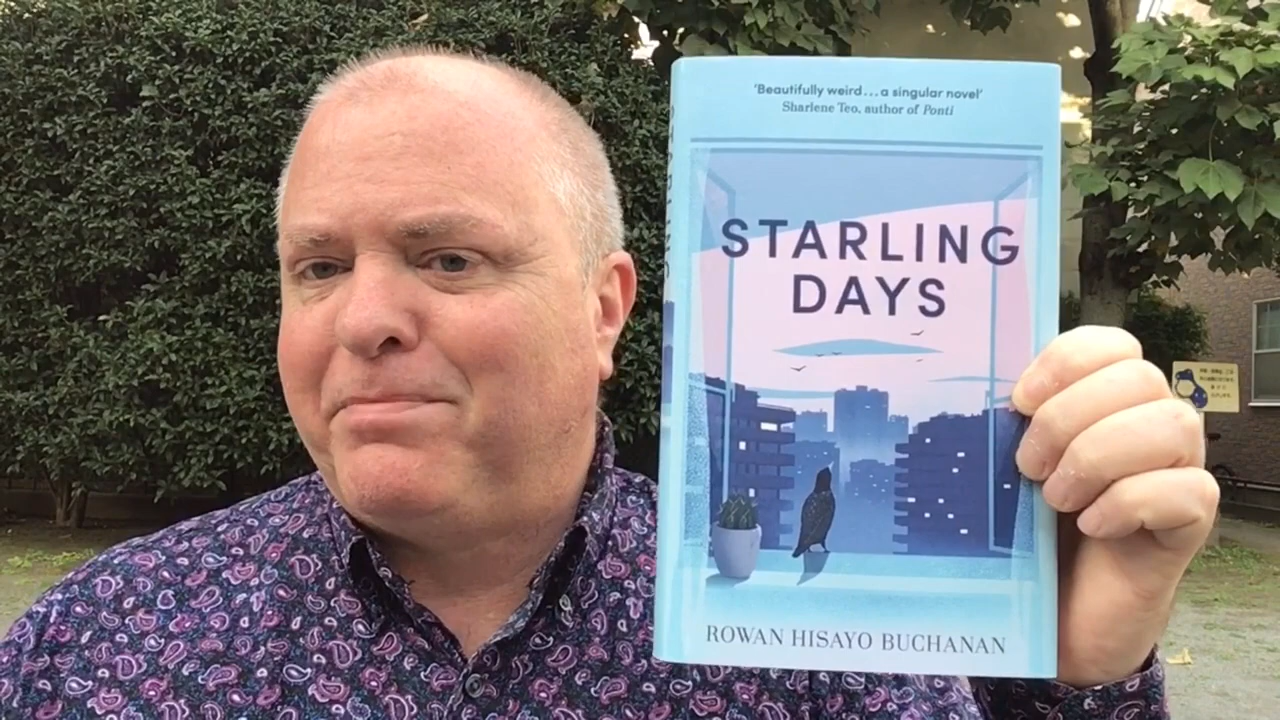 'Beautifully weird...a singular novel'
Sharlene Teo, author of Ponti
STARLING
DAYS
ROWAN HISAYO BUCHANAN